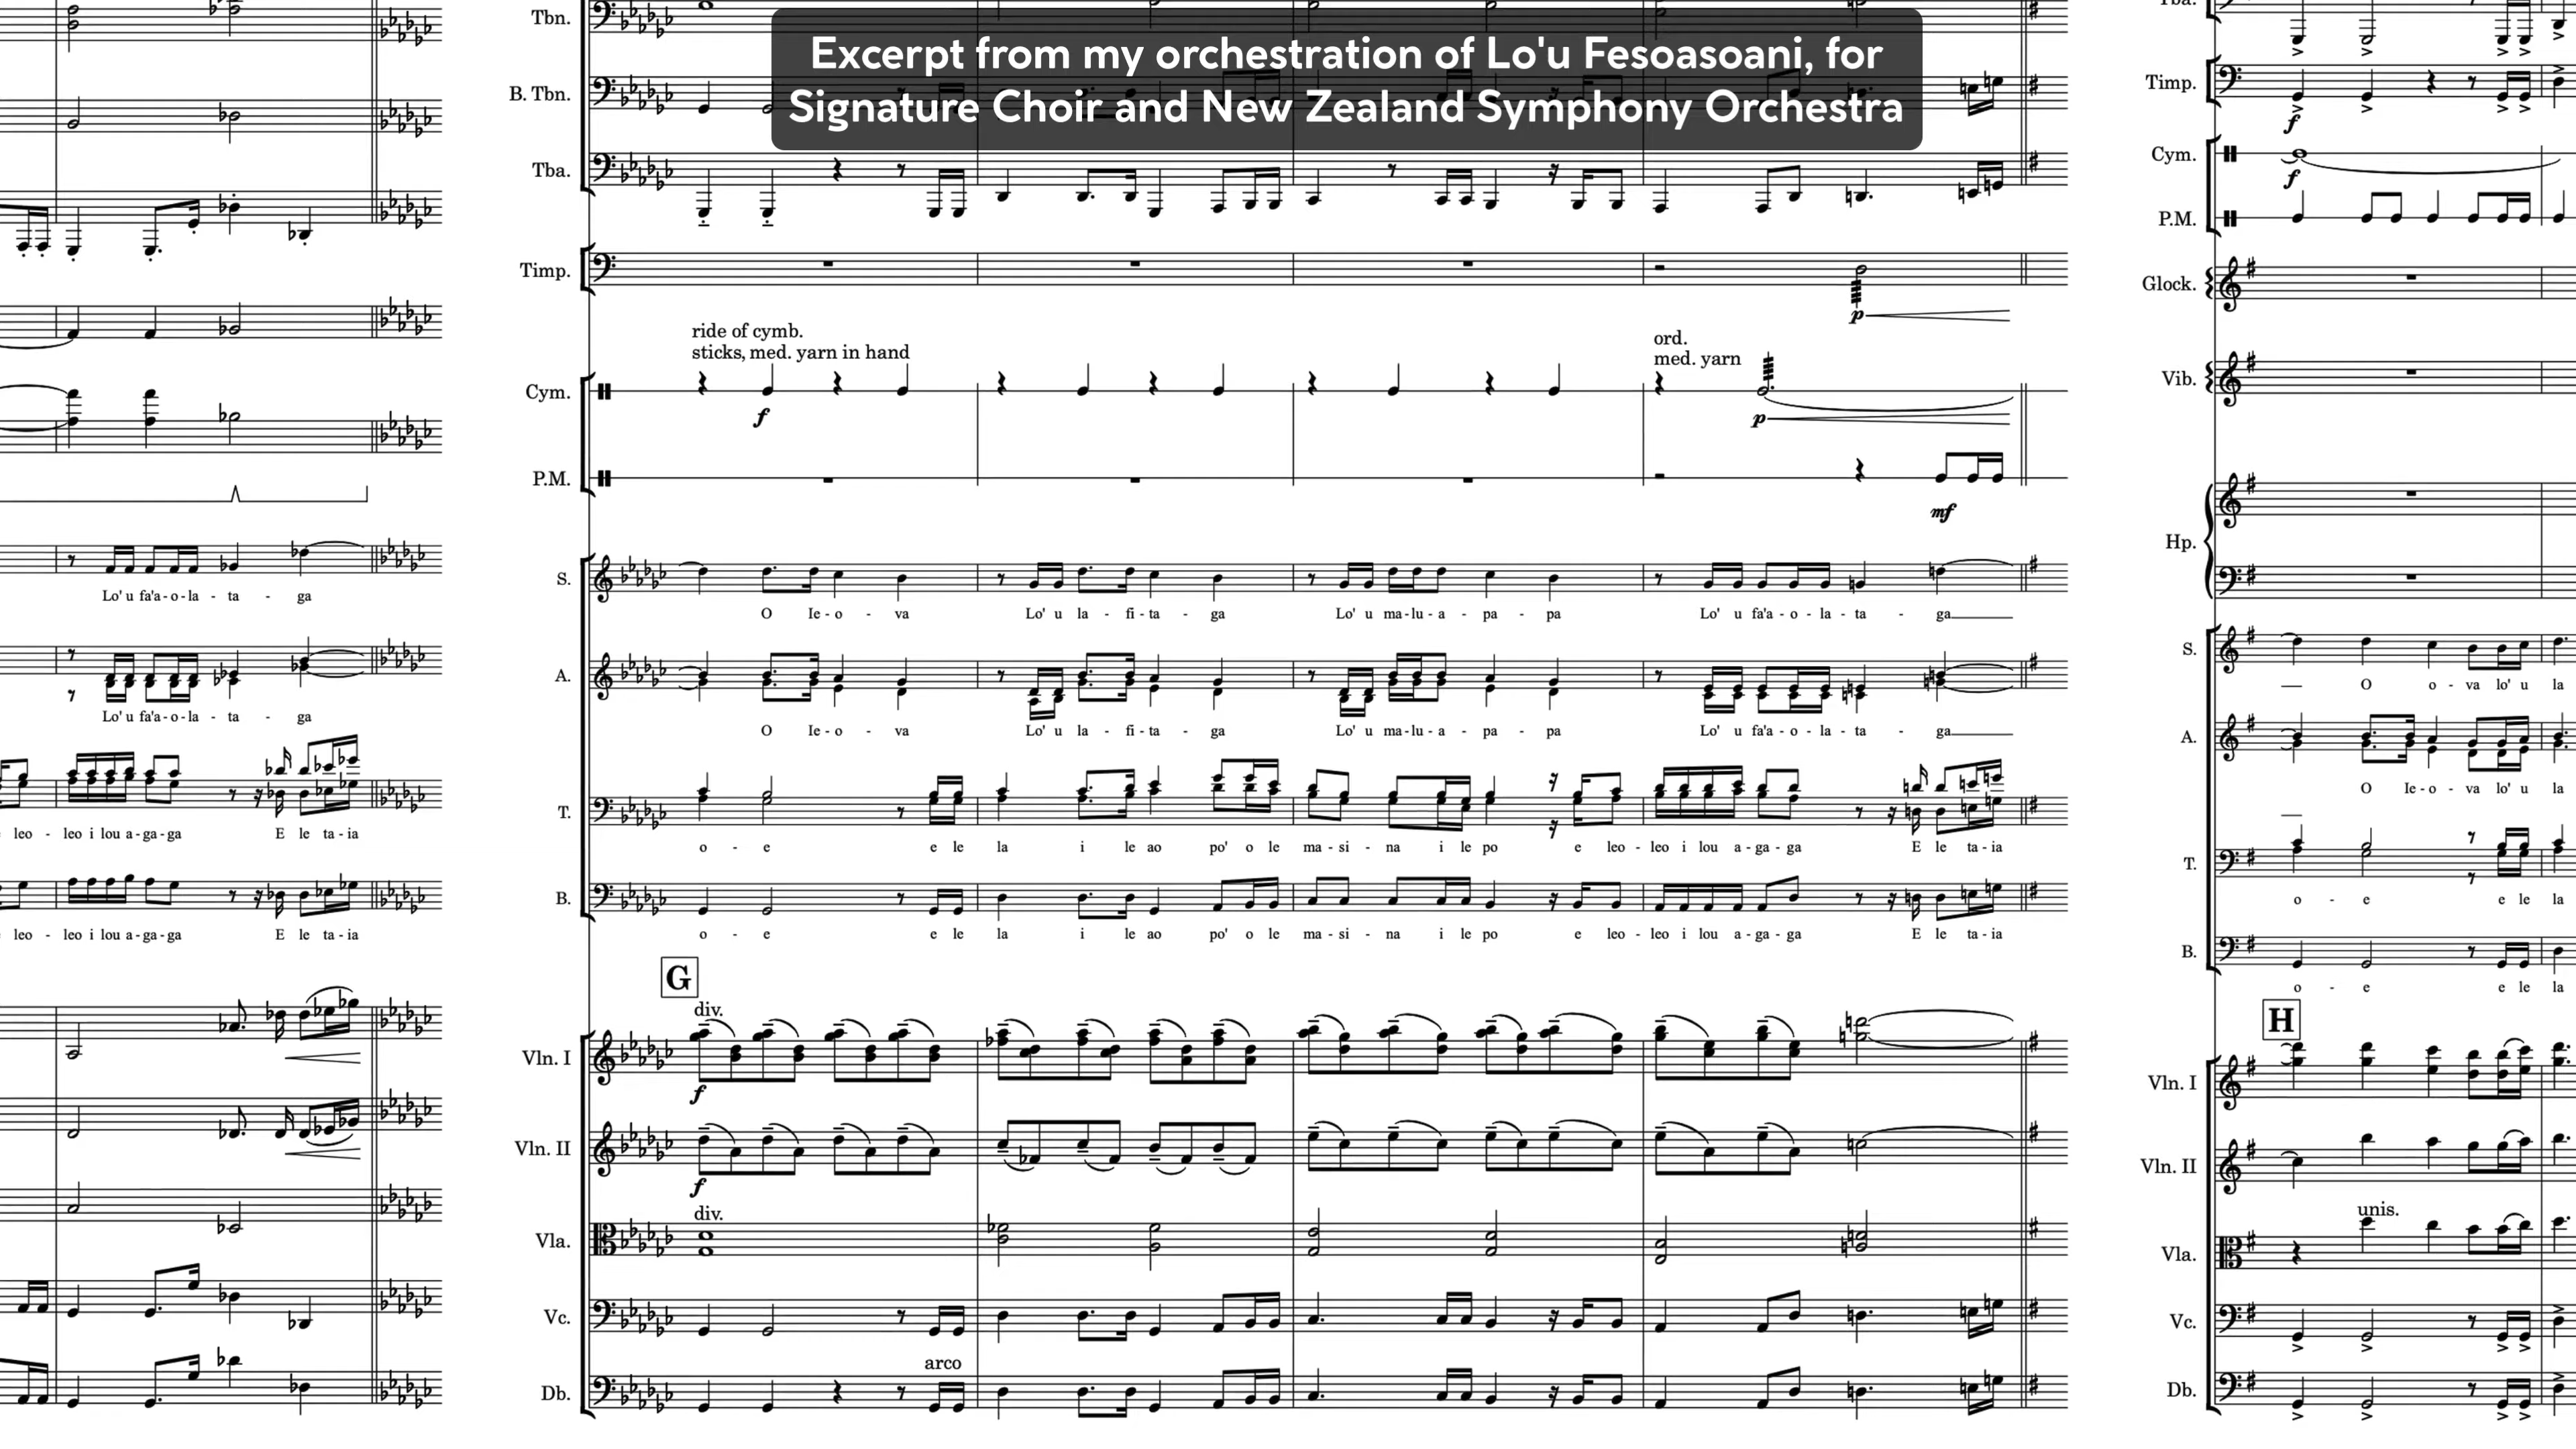 Excerpt from my orchestration of Lo'u Fesoasoani, for
Signature Choir and New Zealand Symphony Orchestra
Lo' u fa'a - o - la - ta - ga
Lo' u fa'a - o - la - ta - ga
leo - leo i lou a - ga - ga E le ta - ia
leo - leo i lou a - ga - ga E le ta - ia
Tbn.
B. Tbn.
Tba.
Timp.
p
ride of cymb.
sticks, med. yarn in hand
ord.
med. yarn
Cym.
f
p
P.M.
mf
S.
O Ie - o - va Lo' u la - fi - ta - ga Lo' u ma - lu - a - pa - pa Lo' u fa'a - o - la - ta - ga
A.
O Ie - o - va Lo' u la - fi - ta - ga Lo' u ma - lu - a - pa - pa Lo' u fa'a - o - la - ta - ga
T.
o - e e le la i le ao po' o le ma - si - na i le po e leo - leo i lou a - ga - ga E le ta - ia
B.
o - e e le la i le ao po' o le ma - si - na i le po e leo - leo i lou a - ga - ga E le ta - ia
G
div.
Vln. I
f
Vln. II
f
div.
Vla.
Vc.
arco
Db.
Timp.
f
Cym.
f
P.M.
Glock.
Vib.
Hp.
S.
O o - va lo' u la
A.
O Ie - o - va lo' u la
T.
o - e e le la
B.
o - e e le la
H
Vln. I
Vln. II
unis.
Vla.
Vc.
Db.